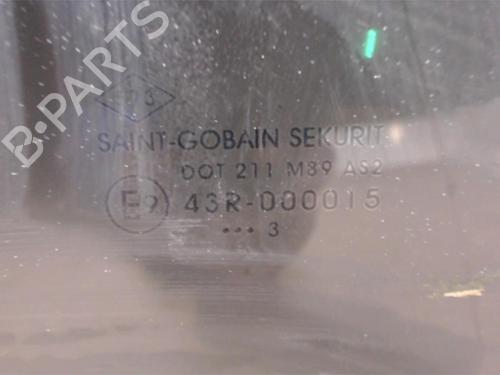 B-PARTS
SAINT-GOBAIN SEKURIT
DOT 211 M89 AS2
E9 43R-000015
••• 3